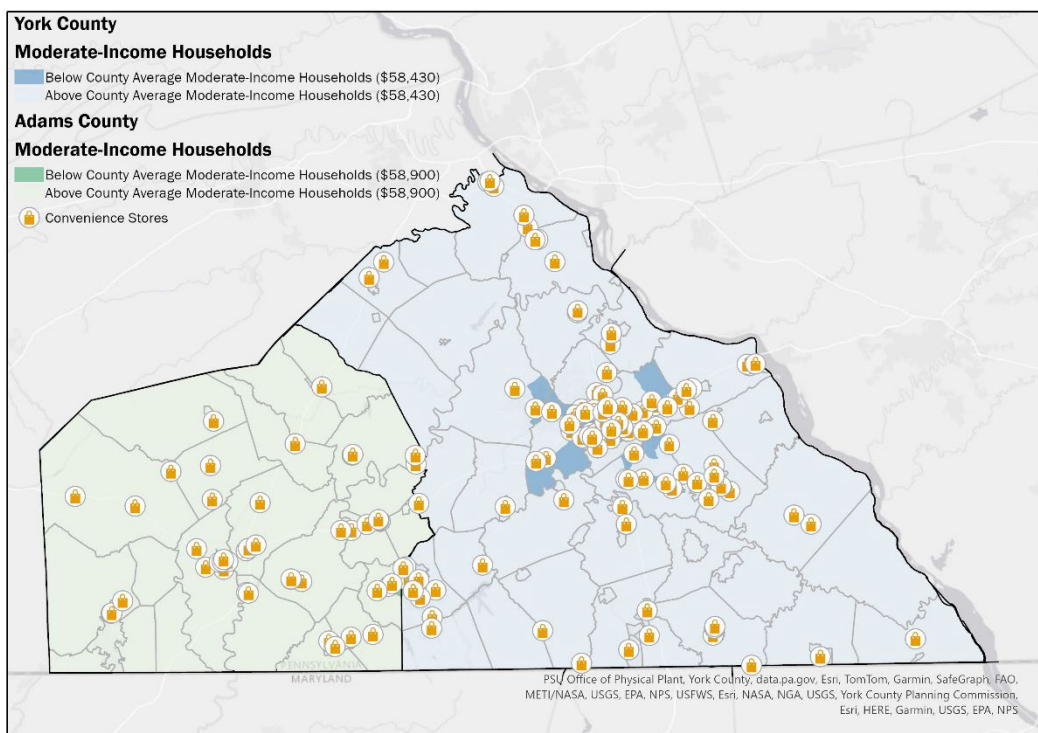 York County
Moderate-Income Households
Below County Average Moderate-Income Households ($58,430)
Above County Average Moderate-Income Households ($58,430)
Adams County
Moderate-Income Households
Below County Average Moderate-Income Households ($58,900)
Above County Average Moderate-Income Households ($58,900)
Convenience Stores
PENNSYLVANIA
MARYLAND
PSU Office of Physical Plant, York County, data.pa.gov, Esri, TomTom, Garmin, SafeGraph, FAO,
METI/NASA, USGS, EPA, NPS, USFWS, Esri, NASA, NGA, USGS, York County Planning Commission,
Esri, HERE, Garmin, USGS, EPA, NPS